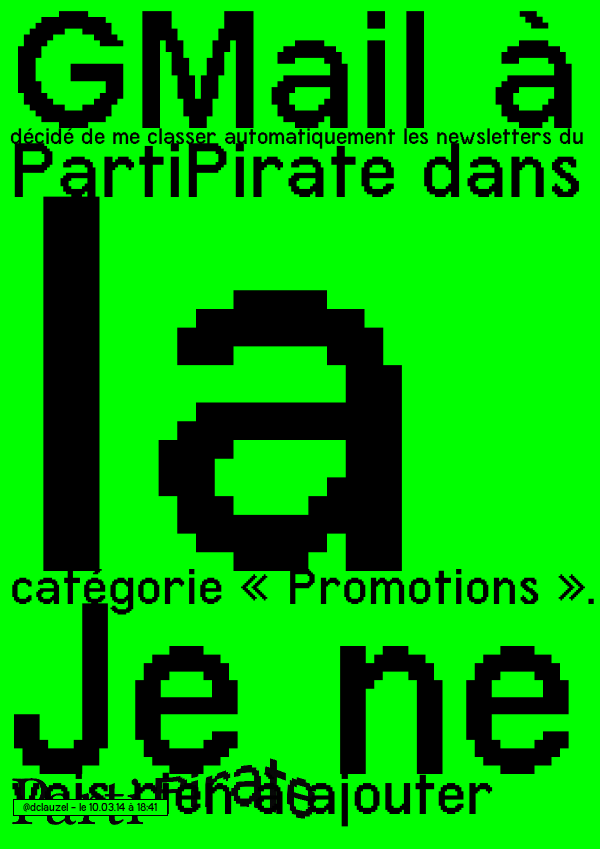 GMail à
décidé de me classer automatiquement les newsletters du
PartiPirate dans
la
catégorie « Promotions ».
Je ne
vais rien ajouter
Parti
Pirate
@dclauzel – le 10.03.14 à 18:41